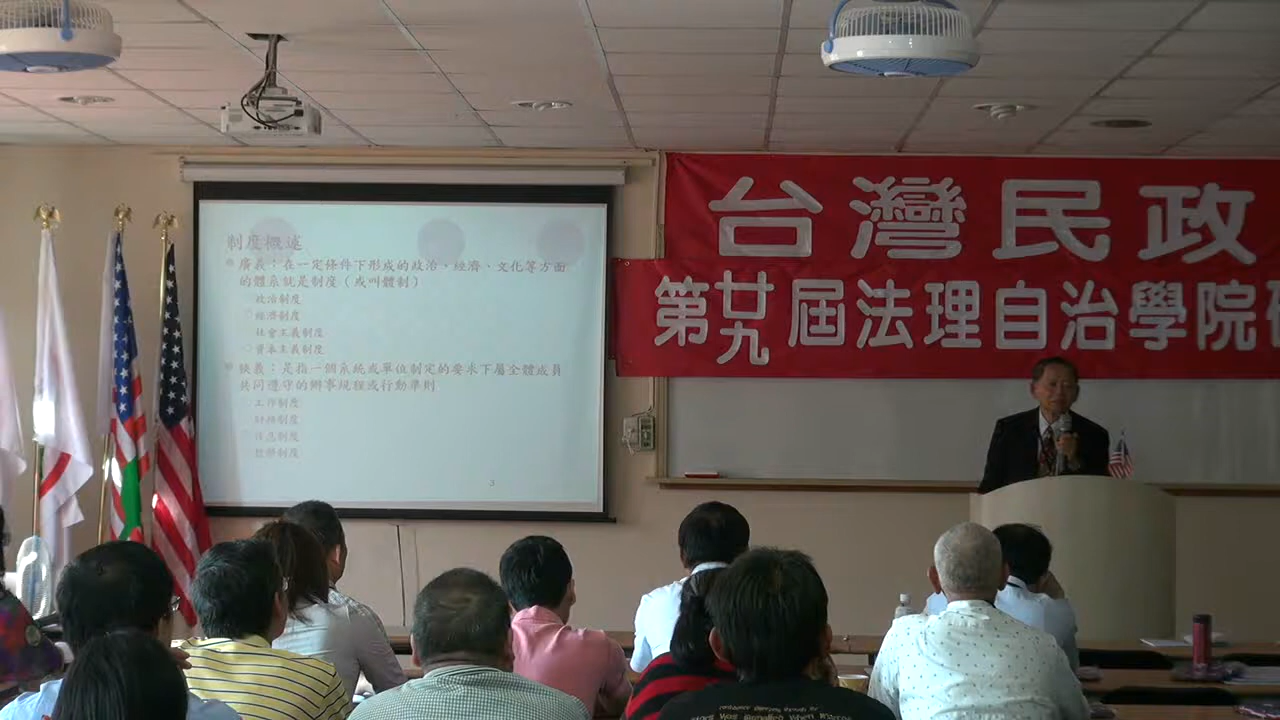 台灣民政
第廿九屆法理自治學院研
制度概述
廣義：在一定條件下形成的政治、經濟、文化等方面
的體系就是制度（或叫體制）
政治制度
經濟制度
社會主義制度
資本主義制度
狹義：是指一個系統或單位制定的要求下屬全體成員
共同遵守的辦事規程或行動準則
工作制度
財務制度
作息制度
教學制度
3